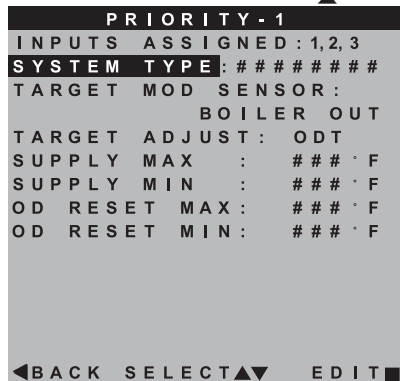 PRIORITY-1
INPUTS ASSIGNED:1,2,3
SYSTEM TYPE:########
TARGET MOD SENSOR:
BOILER OUT
TARGET ADJUST: ODT
SUPPLY MAX : ###°F
SUPPLY MIN : ###°F
OD RESET MAX: ###°F
OD RESET MIN: ###°F
◀BACK SELECT▲▼ EDIT■